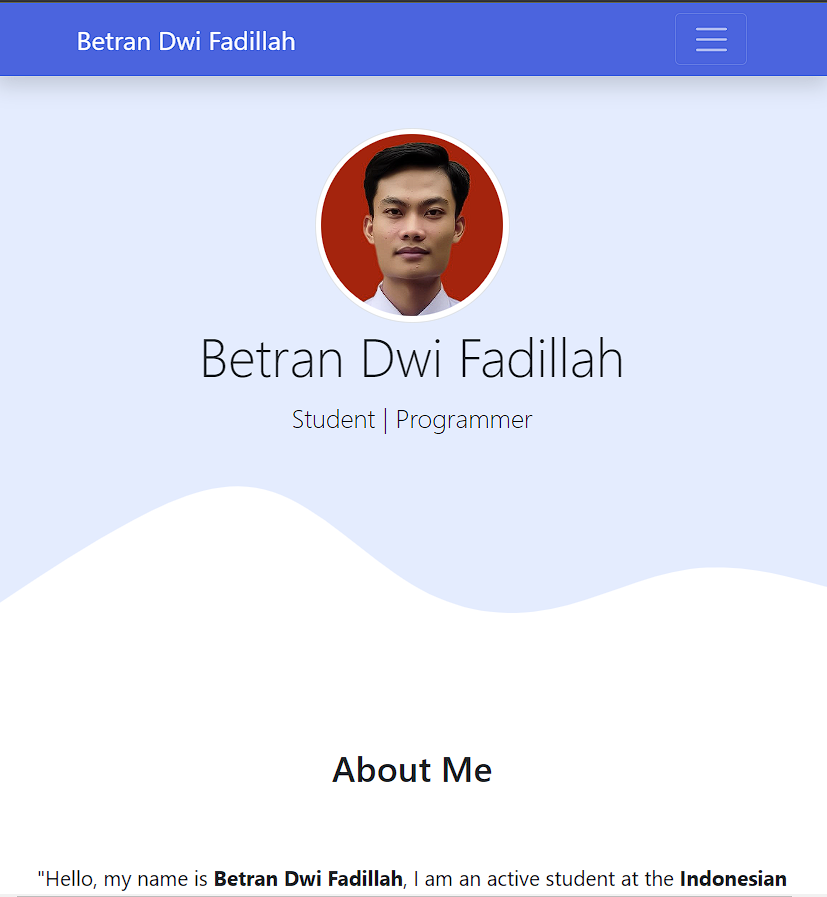 Betran Dwi Fadillah
Betran Dwi Fadillah
Student | Programmer
About Me
"Hello, my name is Betran Dwi Fadillah, I am an active student at the Indonesian